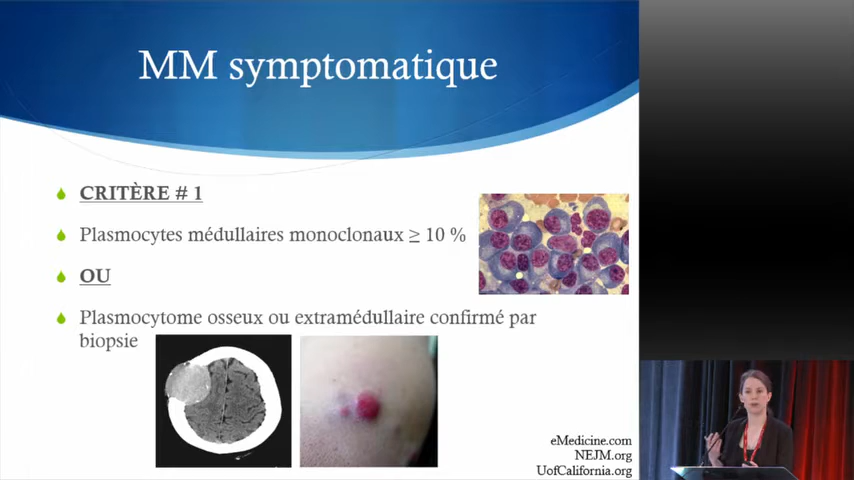 MM symptomatique
CRITÈRE # 1
Plasmocytes médullaires monoclonaux ≥ 10 %
OU
Plasmocytome osseux ou extramédullaire confirmé par
biopsie
eMedicine.com
NEJM.org
UofCalifornia.org